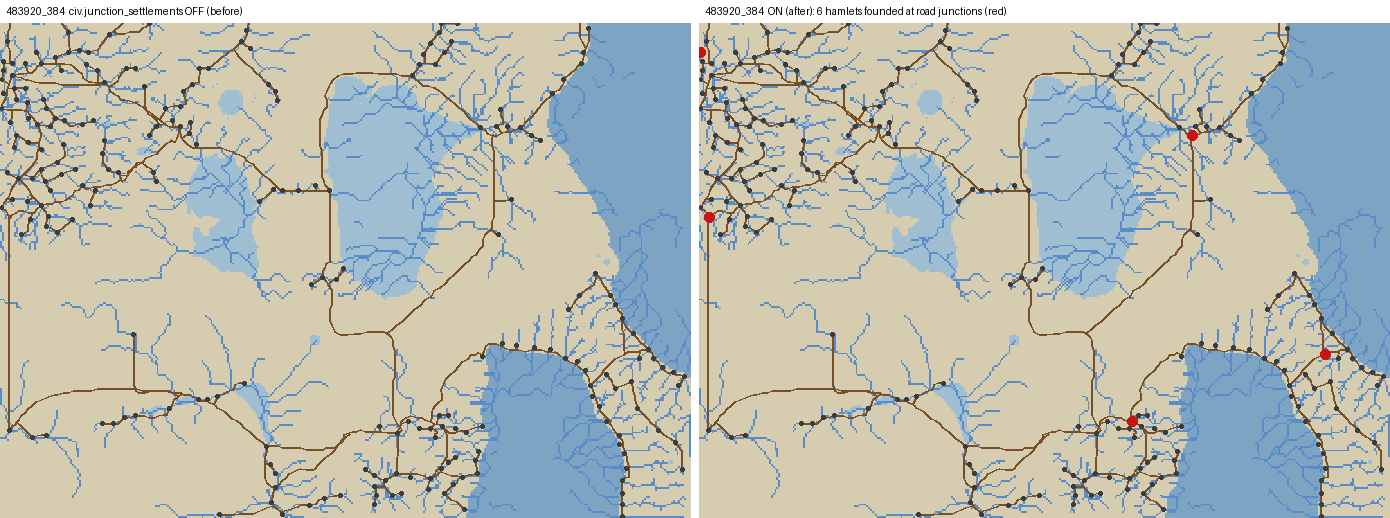 483920_384 civ.junction_settlements OFF (before)
483920_384 ON (after): 6 hamlets founded at road junctions (red)